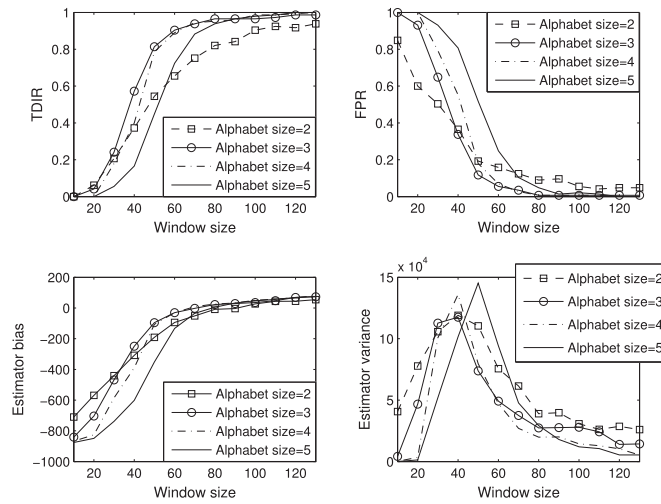 TDIR
1
0.8
0.6
0.4
0.2
0
20 40 60 80 100 120
Window size
Alphabet size=2
Alphabet size=3
Alphabet size=4
Alphabet size=5
FPR
1
0.8
0.6
0.4
0.2
0
20 40 60 80 100 120
Window size
Alphabet size=2
Alphabet size=3
Alphabet size=4
Alphabet size=5
Estimator bias
200
0
−200
−400
−600
−800
−1000
20 40 60 80 100 120
Window size
Alphabet size=2
Alphabet size=3
Alphabet size=4
Alphabet size=5
Estimator variance
x 10^4
15
10
5
0
20 40 60 80 100 120
Window size
Alphabet size=2
Alphabet size=3
Alphabet size=4
Alphabet size=5